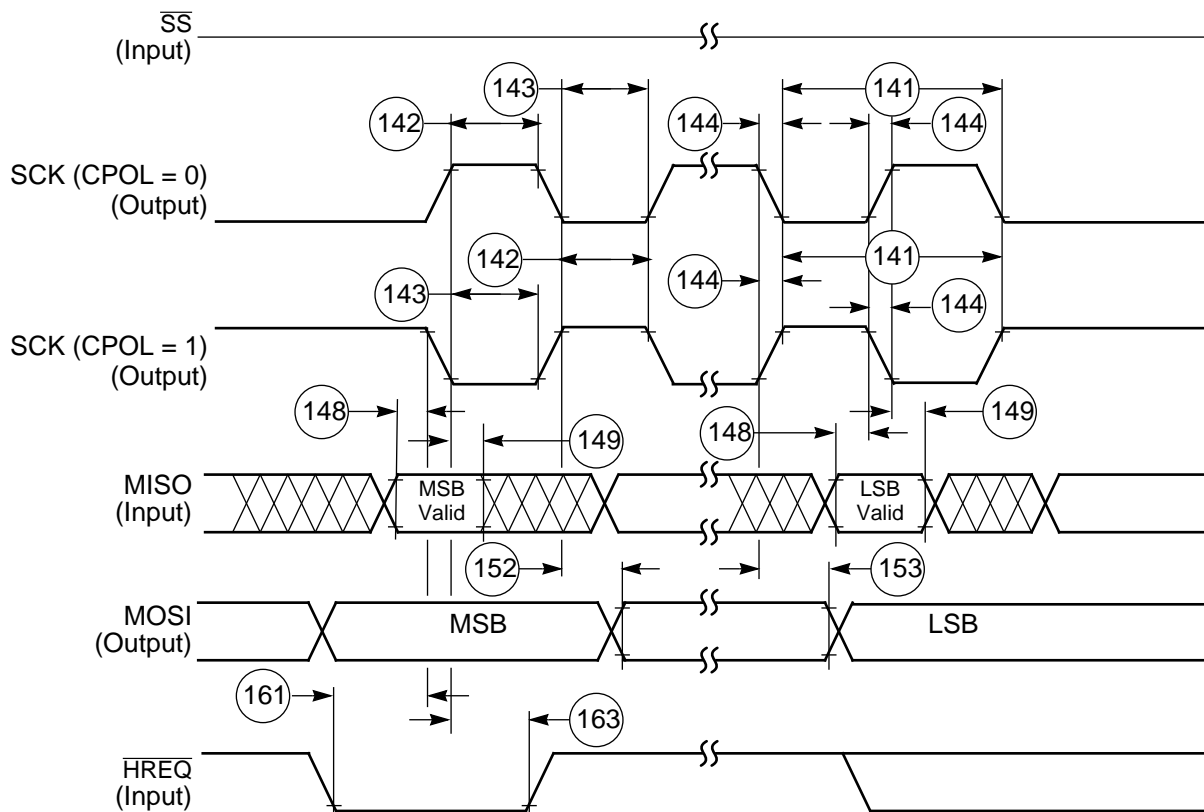 SS
(Input)
143
141
142
144
144
SCK (CPOL = 0)
(Output)
142
141
143
144
144
SCK (CPOL = 1)
(Output)
148
149
148
149
MISO
(Input)
MSB
Valid
LSB
Valid
152
153
MOSI
(Output)
MSB
LSB
161
163
HREQ
(Input)